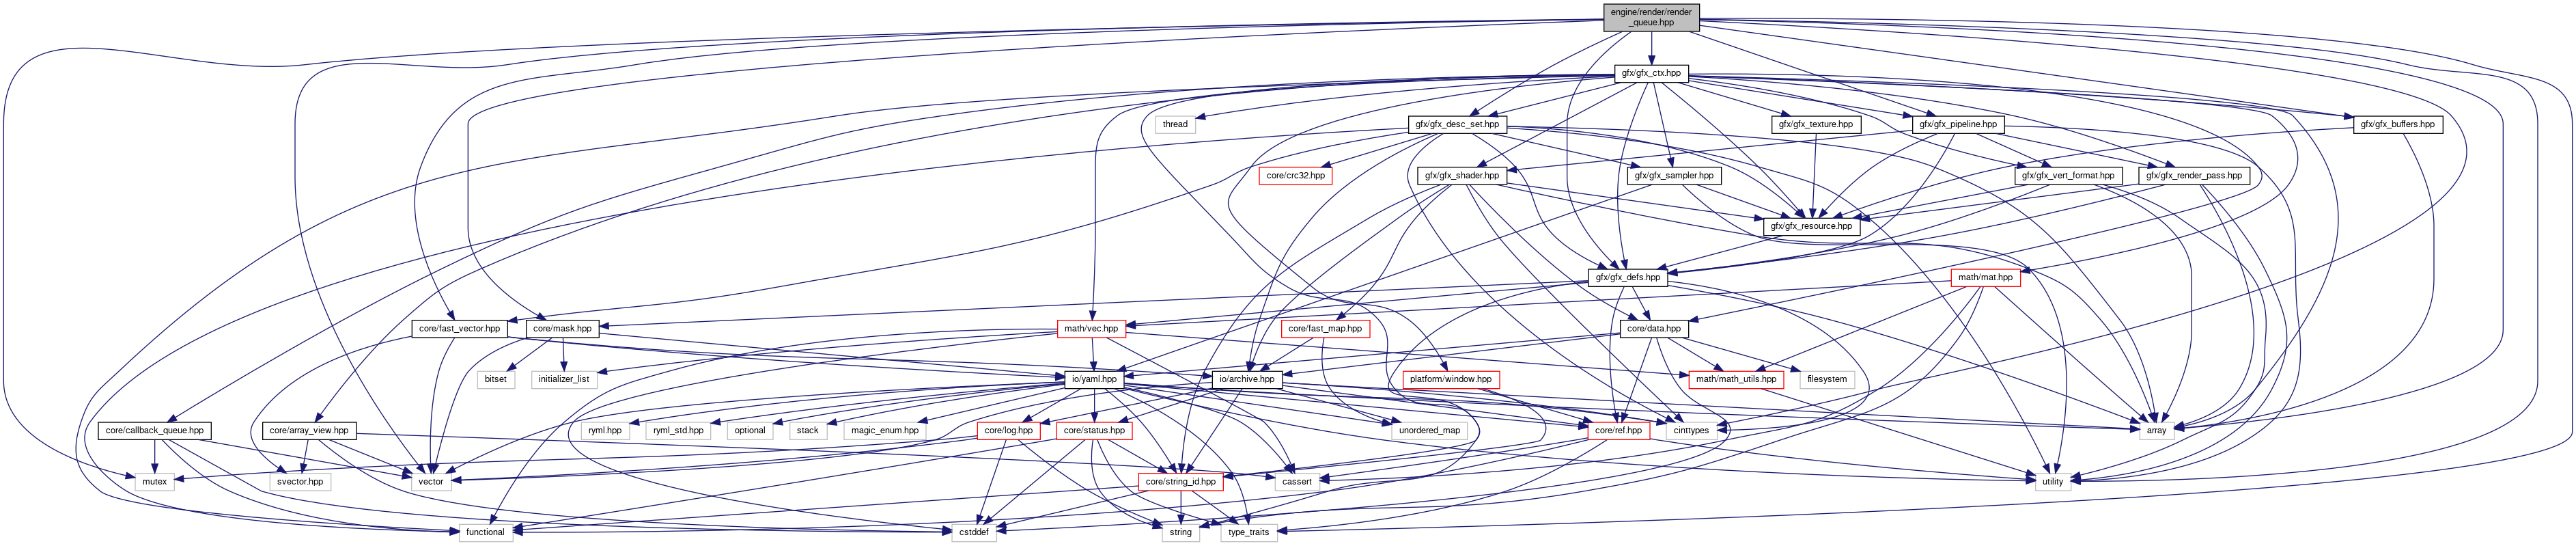 engine/render/render
_queue.hpp
gfx/gfx_ctx.hpp
thread
gfx/gfx_desc_set.hpp
gfx/gfx_texture.hpp
gfx/gfx_pipeline.hpp
gfx/gfx_buffers.hpp
core/crc32.hpp
gfx/gfx_shader.hpp
gfx/gfx_sampler.hpp
gfx/gfx_vert_format.hpp
gfx/gfx_render_pass.hpp
gfx/gfx_resource.hpp
gfx/gfx_defs.hpp
math/mat.hpp
core/fast_vector.hpp
core/mask.hpp
math/vec.hpp
core/fast_map.hpp
core/data.hpp
bitset
initializer_list
io/yaml.hpp
io/archive.hpp
platform/window.hpp
math/math_utils.hpp
filesystem
core/callback_queue.hpp
core/array_view.hpp
ryml.hpp
ryml_std.hpp
optional
stack
magic_enum.hpp
core/log.hpp
core/status.hpp
unordered_map
core/ref.hpp
cinttypes
array
mutex
svector.hpp
vector
core/string_id.hpp
cassert
utility
functional
cstddef
string
type_traits